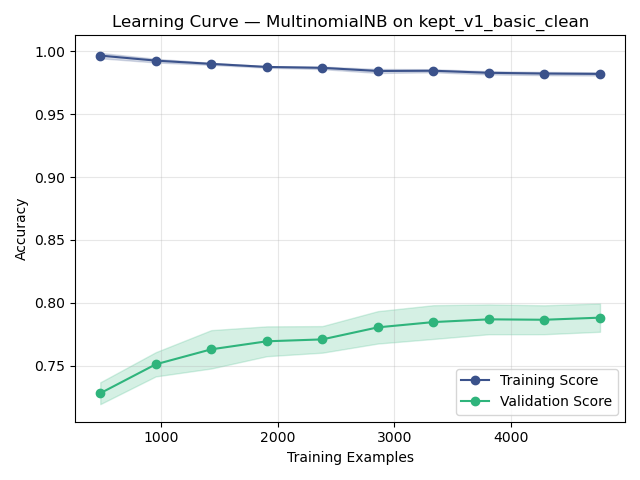 Learning Curve — MultinomialNB on kept_v1_basic_clean
1.00
0.95
0.90
0.85
0.80
0.75
Accuracy
Training Score
Validation Score
1000
2000
3000
4000
Training Examples